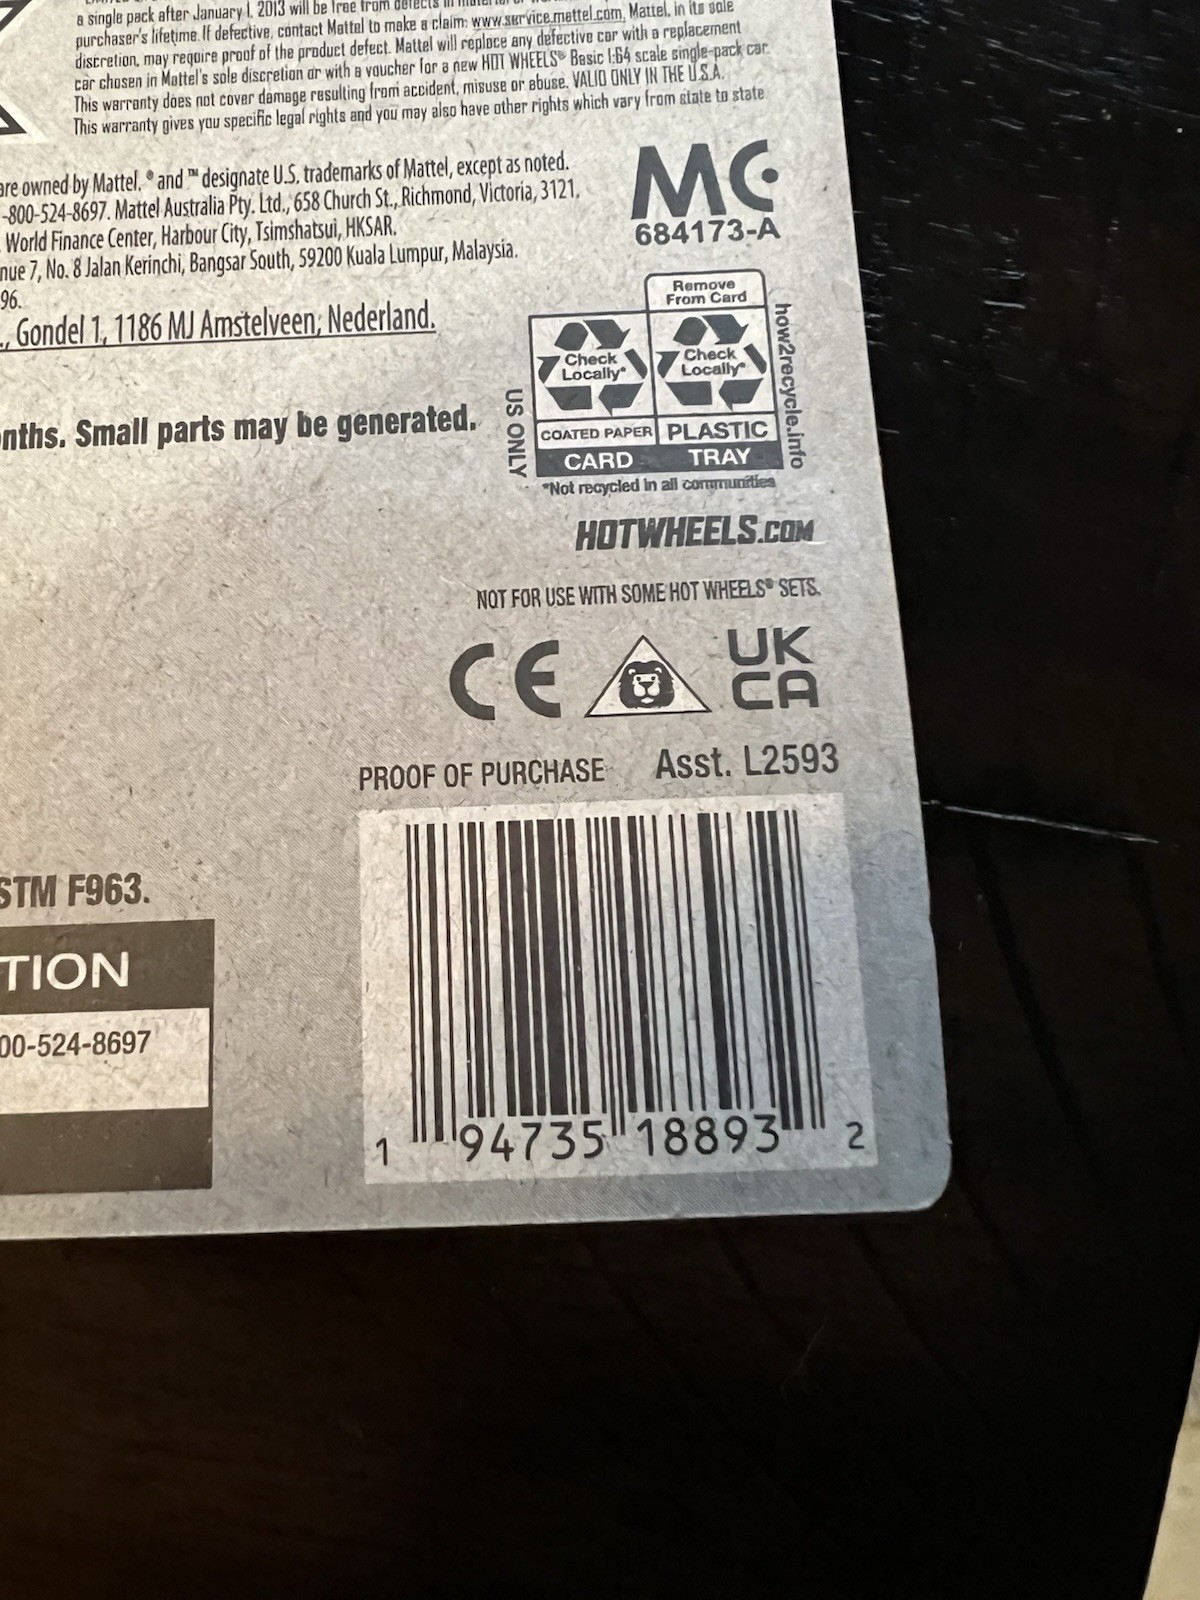 a single pack after January 1, 2013 will be free from defects in
purchaser's lifetime. If defective, contact Mattel to make a claim: www.service.mattel.com. Mattel, in its sole
discretion, may require proof of the product defect. Mattel will replace any defective car with a replacement
car chosen in Mattel's sole discretion or with a voucher for a new HOT WHEELS® Basic 1:64 scale single-pack car.
This warranty does not cover damage resulting from accident, misuse or abuse. VALID ONLY IN THE U.S.A.
This warranty gives you specific legal rights and you may also have other rights which vary from state to state
are owned by Mattel. ® and ™ designate U.S. trademarks of Mattel, except as noted.
-800-524-8697. Mattel Australia Pty. Ltd., 658 Church St., Richmond, Victoria, 3121.
World Finance Center, Harbour City, Tsimshatsui, HKSAR.
nue 7, No. 8 Jalan Kerinchi, Bangsar South, 59200 Kuala Lumpur, Malaysia.
96.
., Gondel 1, 1186 MJ Amstelveen, Nederland.
MC
684173-A
Remove
From Card
Check
Locally*
Check
Locally*
COATED PAPER
PLASTIC
CARD
TRAY
US ONLY
how2recycle.info
*Not recycled in all communities
nths. Small parts may be generated.
HOTWHEELS.COM
NOT FOR USE WITH SOME HOT WHEELS® SETS.
CE
UK
CA
PROOF OF PURCHASE Asst. L2593
STM F963.
TION
00-524-8697
1 94735 18893 2